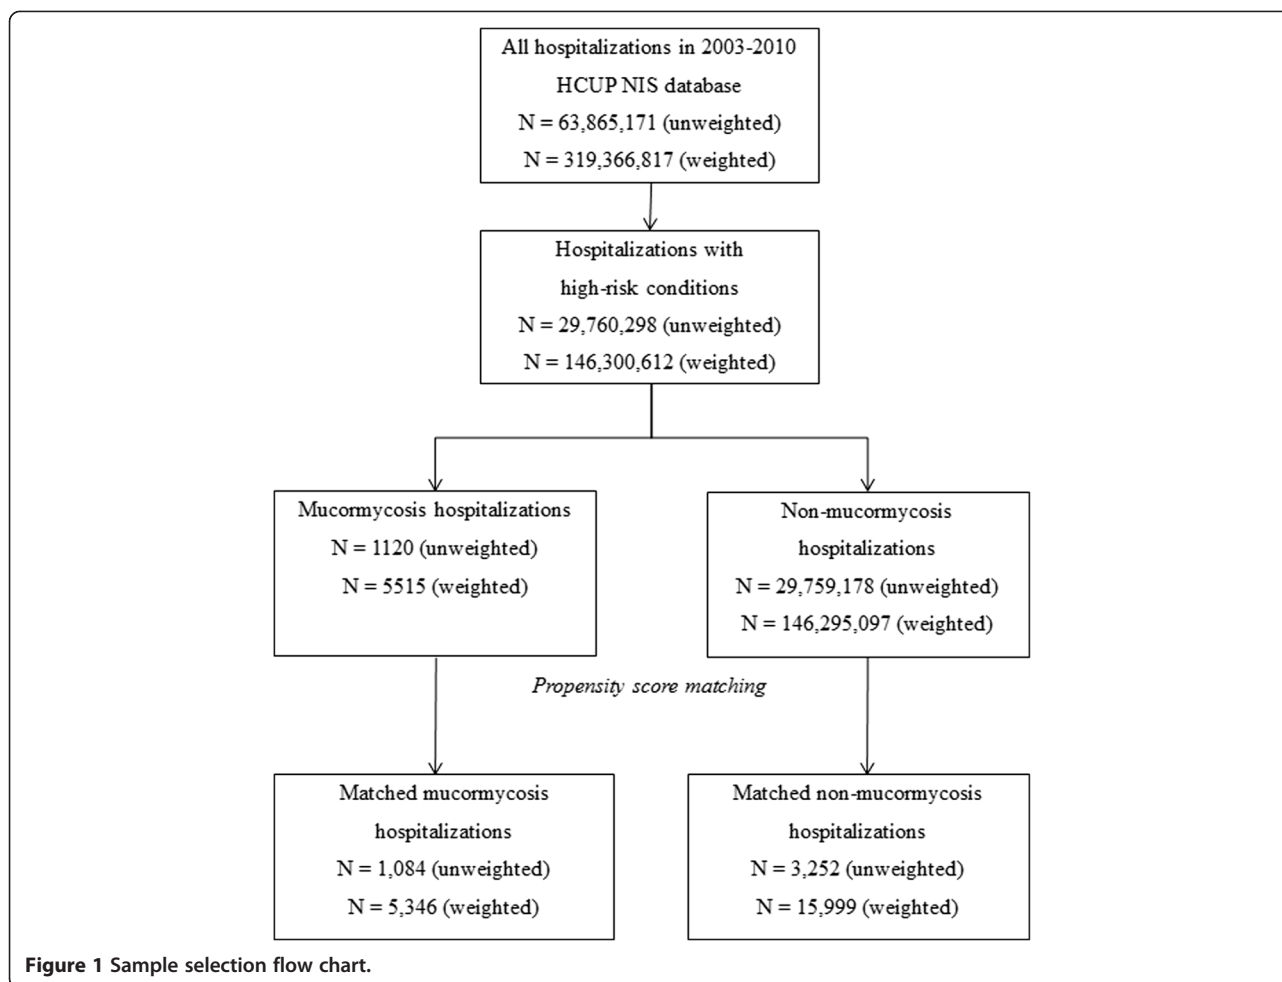 All hospitalizations in 2003-2010
HCUP NIS database
N = 63,865,171 (unweighted)
N = 319,366,817 (weighted)
Hospitalizations with
high-risk conditions
N = 29,760,298 (unweighted)
N = 146,300,612 (weighted)
Mucormycosis hospitalizations
N = 1120 (unweighted)
N = 5515 (weighted)
Non-mucormycosis
hospitalizations
N = 29,759,178 (unweighted)
N = 146,295,097 (weighted)
Propensity score matching
Matched mucormycosis
hospitalizations
N = 1,084 (unweighted)
N = 5,346 (weighted)
Matched non-mucormycosis
hospitalizations
N = 3,252 (unweighted)
N = 15,999 (weighted)
Figure 1 Sample selection flow chart.